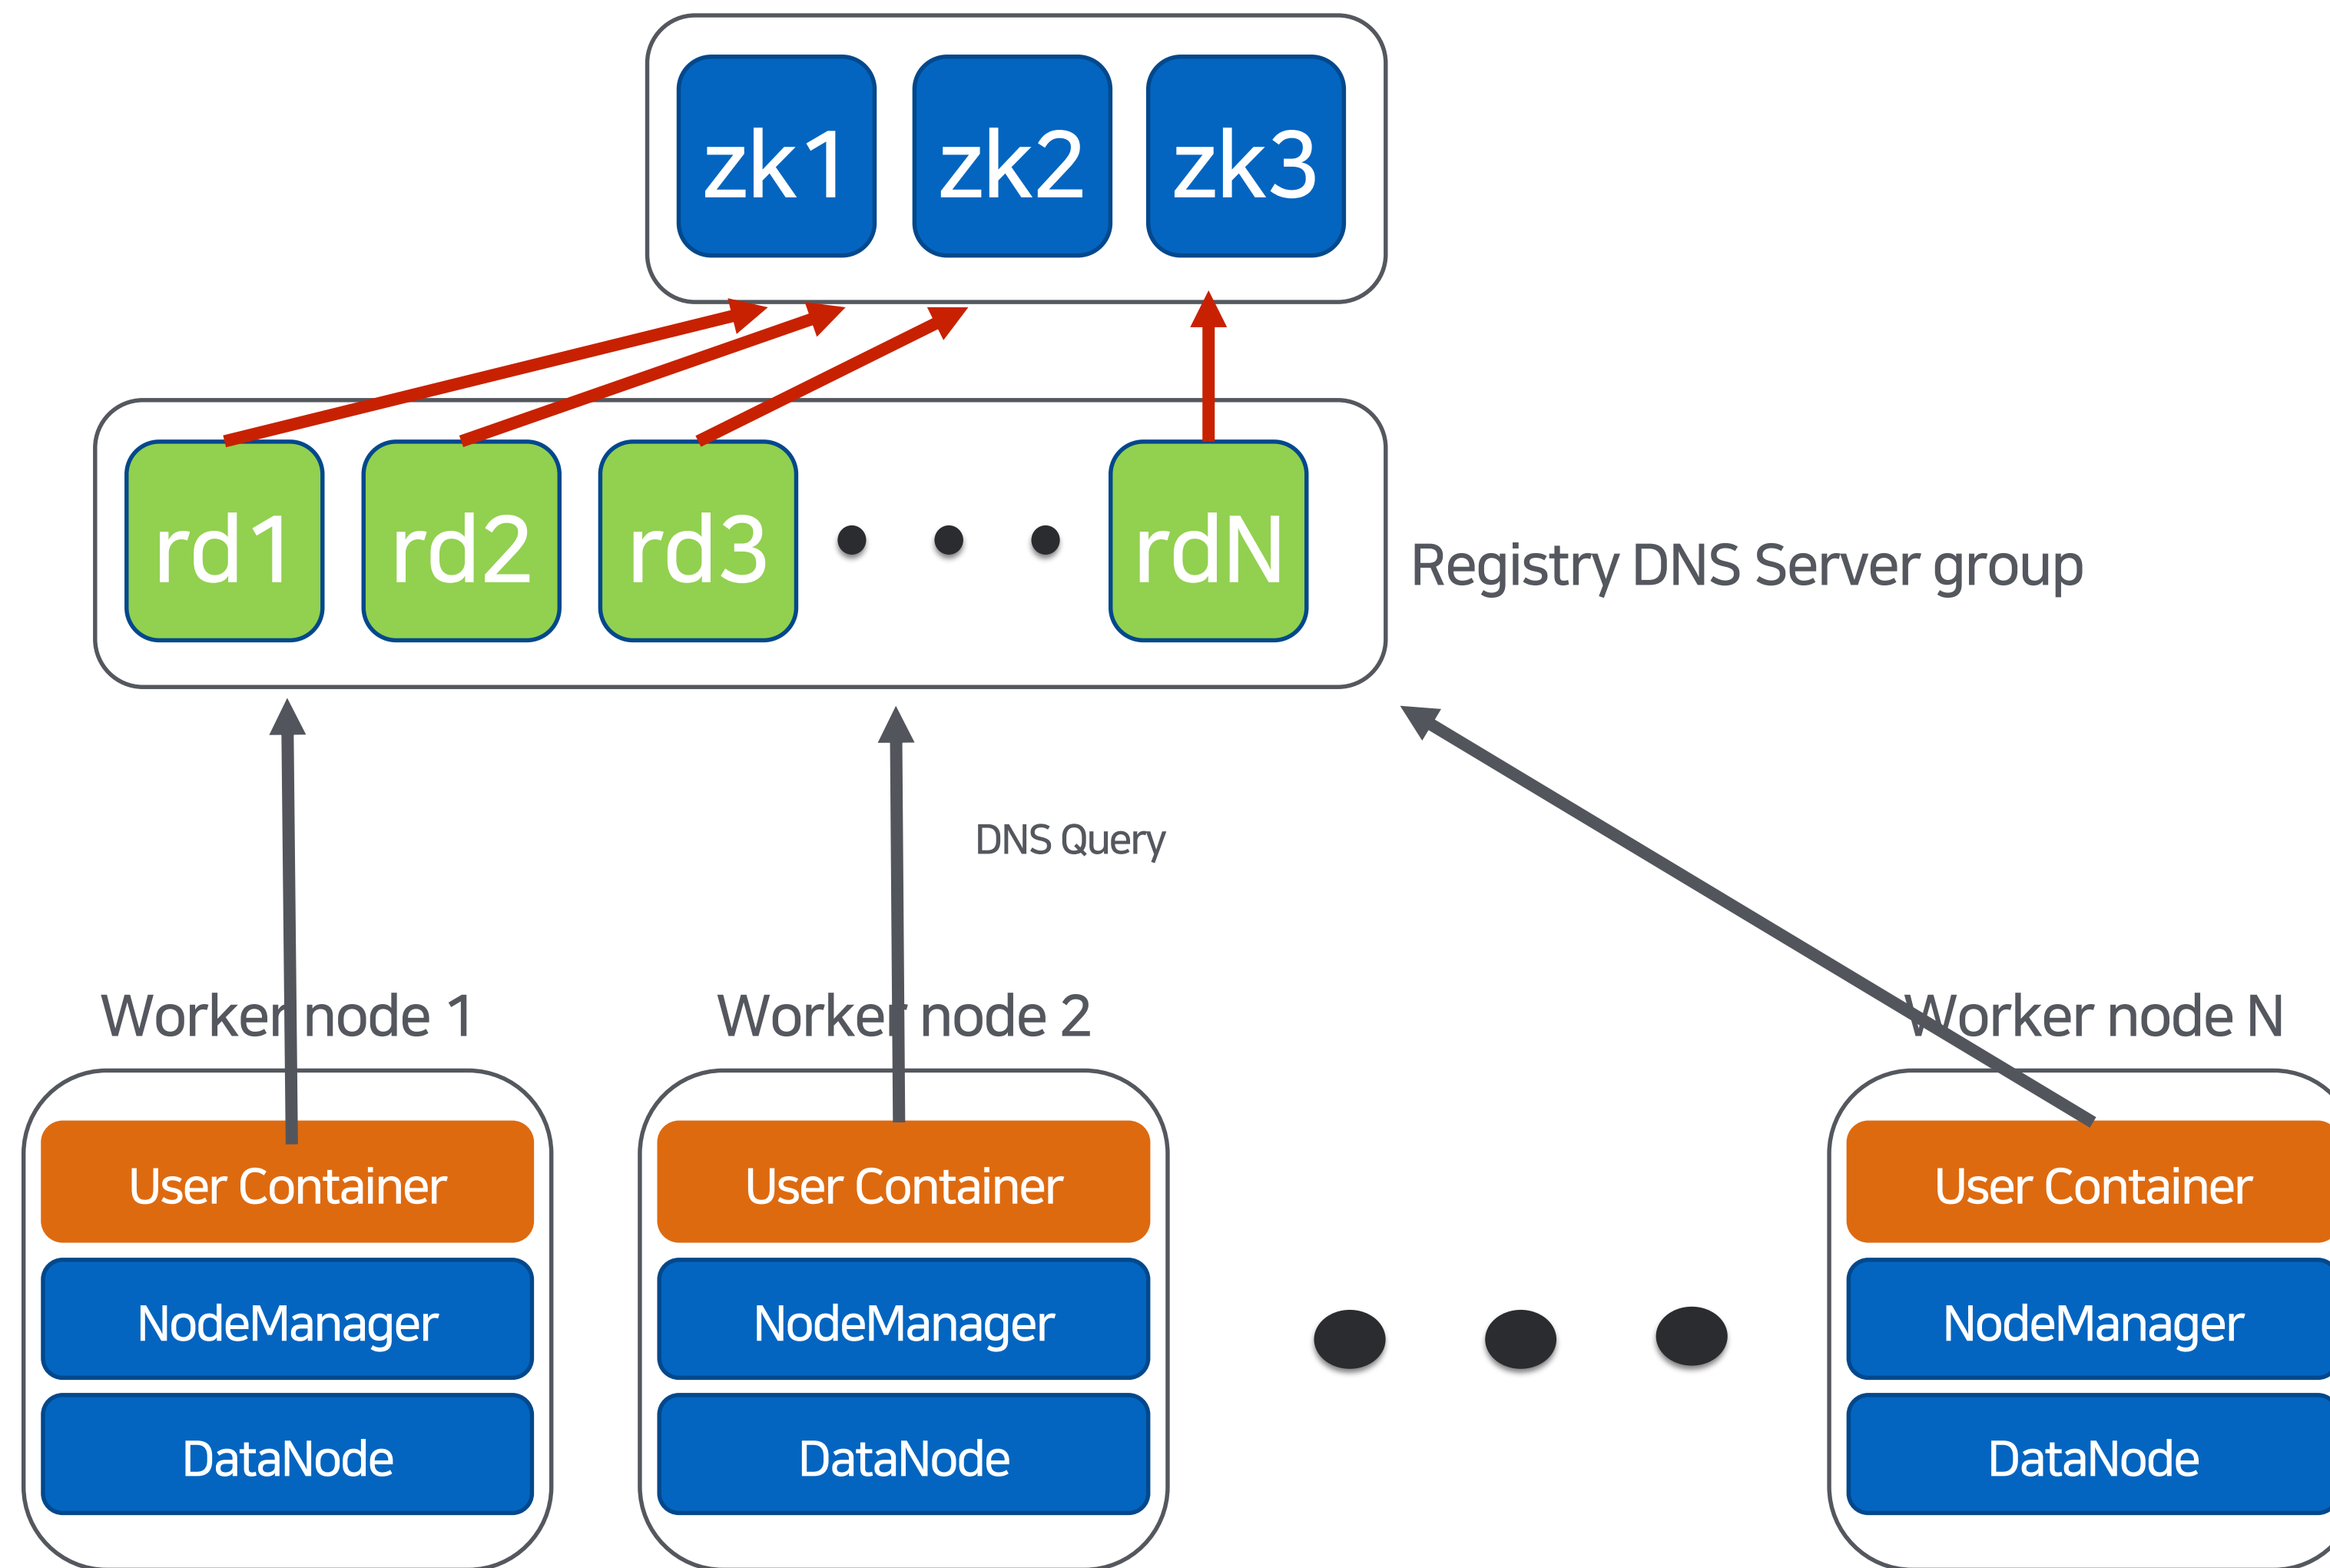 zk1 zk2 zk3
rd1 rd2 rd3 rdN
Registry DNS Server group
DNS Query
Worker node 1
Worker node 2
Worker node N
User Container
NodeManager
DataNode
User Container
NodeManager
DataNode
User Container
NodeManager
DataNode